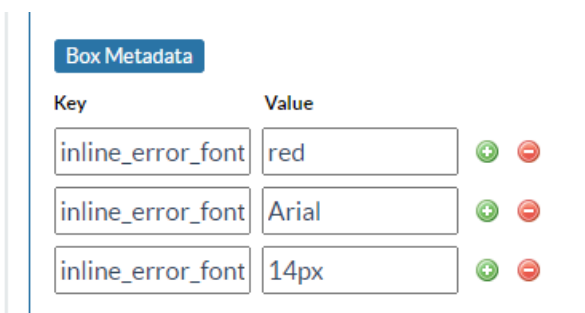 Box Metadata
Key Value
inline_error_font red
inline_error_font Arial
inline_error_font 14px